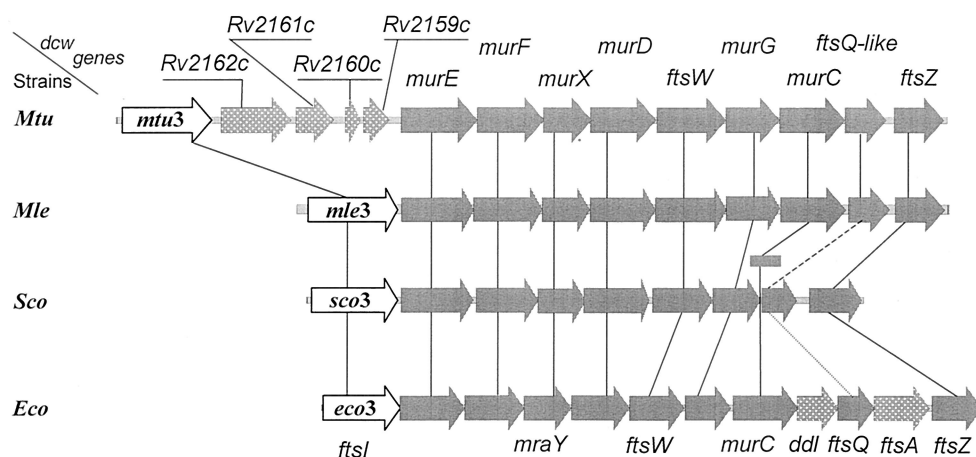 dcw
genes
Strains
Rv2161c
Rv2159c
Rv2162c
Rv2160c
murE
murF
murX
murD
ftsW
murG
murC
ftsQ-like
ftsZ
Mtu
mtu3
Mle
mle3
Sco
sco3
Eco
eco3
ftsI
mraY
ftsW
murC
ddl
ftsQ
ftsA
ftsZ